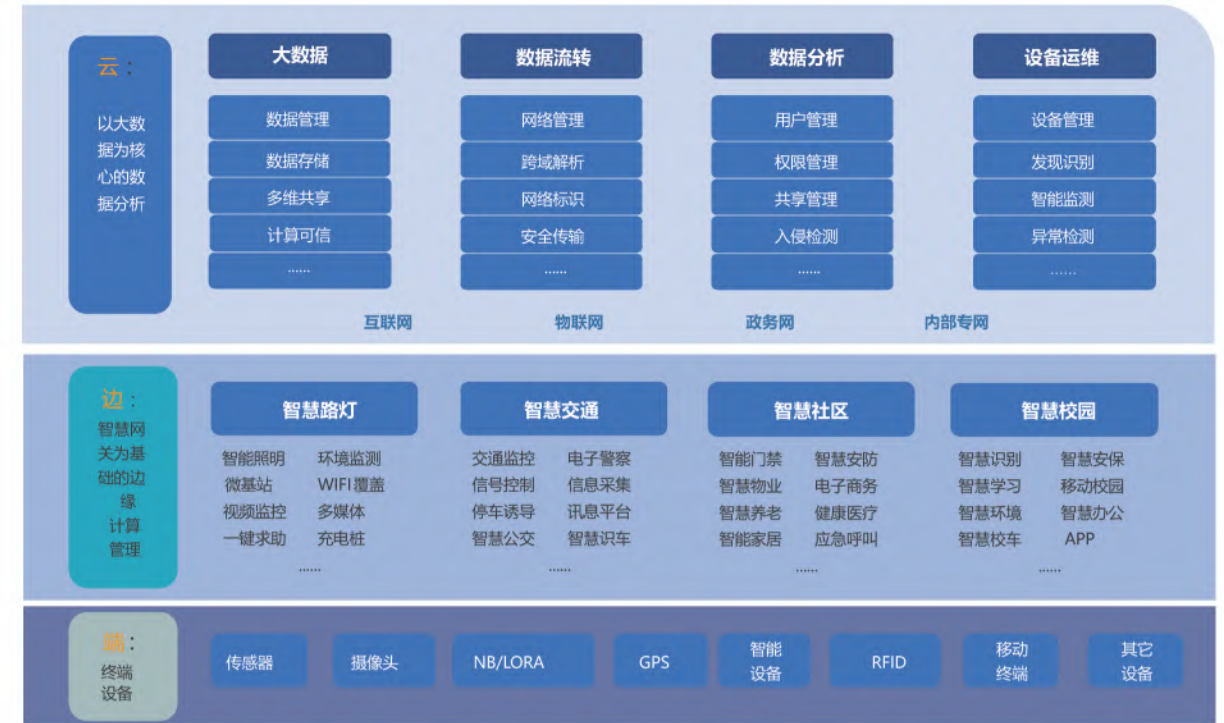 云：
以大数
据为核
心的数
据分析
大数据
数据管理
数据存储
多维共享
计算可信
......
数据流转
网络管理
跨域解析
网络标识
安全传输
......
数据分析
用户管理
权限管理
共享管理
入侵检测
......
设备运维
设备管理
发现识别
智能监测
异常检测
......
互联网 物联网 政务网 内部专网
边：
智慧网
关为基
础的边
缘
计算
管理
智慧路灯
智能照明 环境监测
微基站 WIFI覆盖
视频监控 多媒体
一键求助 充电桩
......
智慧交通
交通监控 电子警察
信号控制 信息采集
停车诱导 讯息平台
智慧公交 智慧识车
......
智慧社区
智能门禁 智慧安防
智慧物业 电子商务
智慧养老 健康医疗
智能家居 应急呼叫
......
智慧校园
智慧识别 智慧安保
智慧学习 移动校园
智慧环境 智慧办公
智慧校车 APP
......
端：
终端
设备
传感器
摄像头
NB/LORA
GPS
智能
设备
RFID
移动
终端
其它
设备